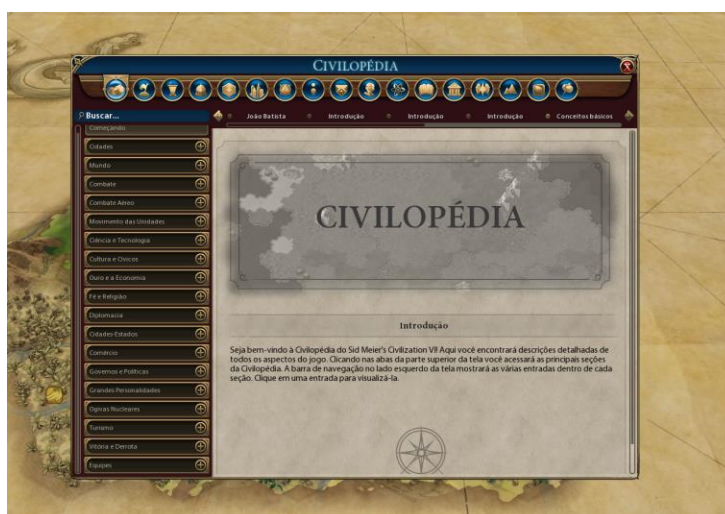 CIVILOPÉDIA
Buscar...
João Batista
Introdução
Introdução
Introdução
Conceitos básicos
Começando
Cidades
Mundo
Combate
Combate Aéreo
Movimento das Unidades
Ciência e Tecnologia
Cultura e Cívicos
Ouro e a Economia
Fé e Religião
Diplomacia
Cidades-Estados
Comércio
Governos e Políticas
Grandes Personalidades
Ogivas Nucleares
Turismo
Vitória e Derrota
Equipes
CIVILOPÉDIA
Introdução
Seja bem-vindo à Civilopédia do Sid Meier's Civilization VI! Aqui você encontrará descrições detalhadas de
todos os aspectos do jogo. Clicando nas abas da parte superior da tela você acessará as principais seções
da Civilopédia. A barra de navegação no lado esquerdo da tela mostrará as várias entradas dentro de cada
seção. Clique em uma entrada para visualizá-la.